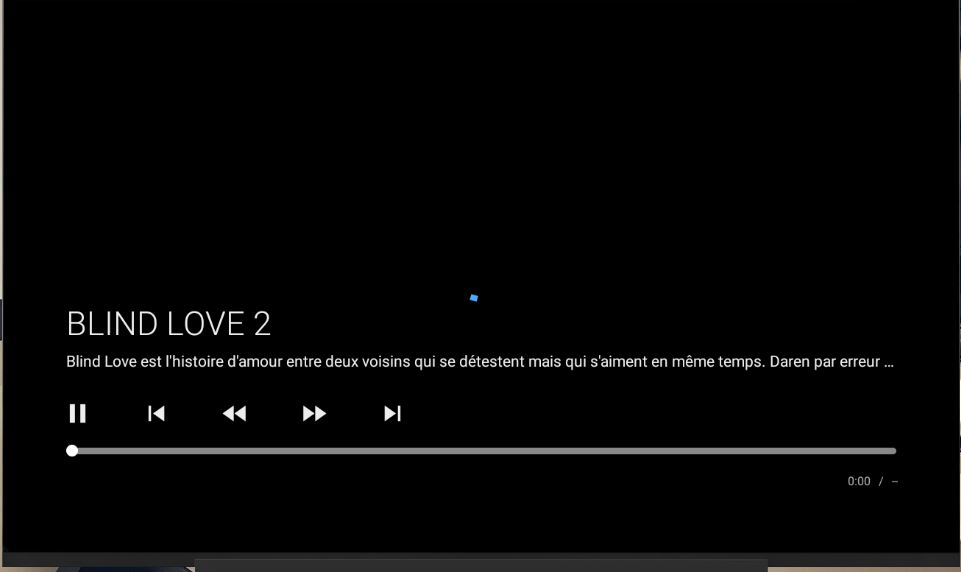 BLIND LOVE 2
Blind Love est l'histoire d'amour entre deux voisins qui se détestent mais qui s'aiment en même temps. Daren par erreur ...
0:00 / --